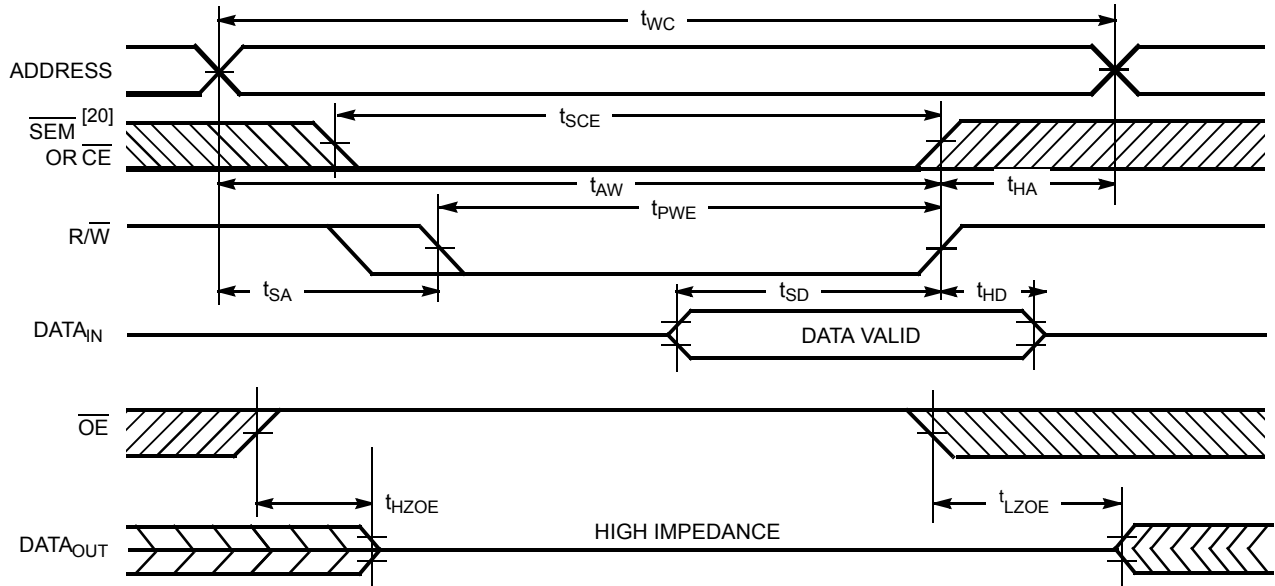 tWC
ADDRESS
SEM [20]
OR CE
tSCE
tAW
tHA
tPWE
R/W
tSA
tSD
tHD
DATAIN
DATA VALID
OE
tHZOE
tLZOE
HIGH IMPEDANCE
DATAOUT